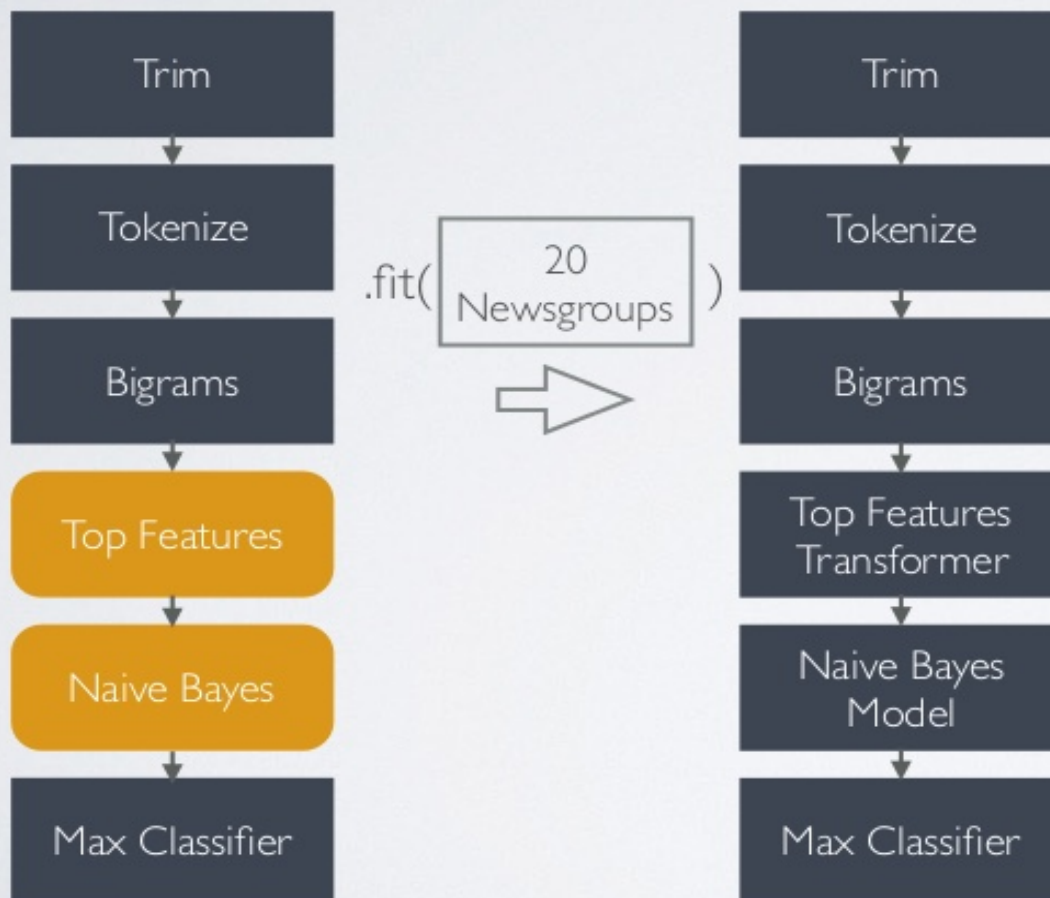 Trim
Tokenize
Bigrams
Top Features
Naive Bayes
Max Classifier
.fit(
20
Newsgroups
)
Trim
Tokenize
Bigrams
Top Features
Transformer
Naive Bayes
Model
Max Classifier